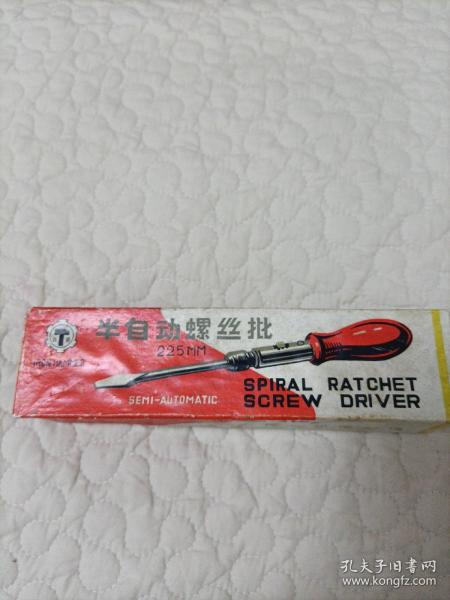 半自动螺丝批
225MM
SEMI-AUTOMATIC
SPIRAL RATCHET
SCREW DRIVER
孔夫子旧书网
www.kongfz.com